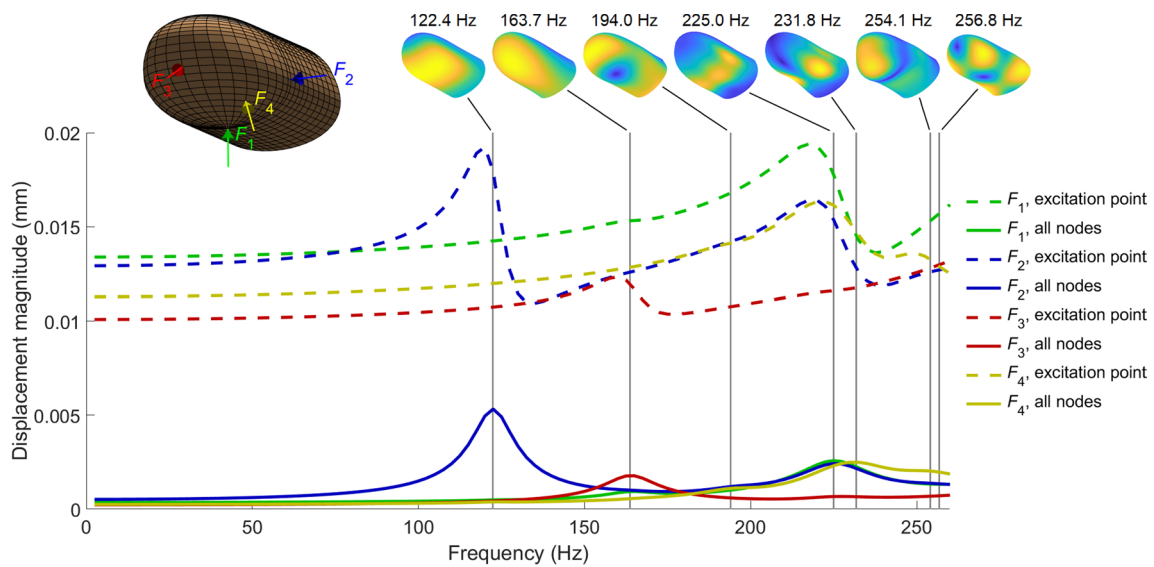 122.4 Hz 163.7 Hz 194.0 Hz 225.0 Hz 231.8 Hz 254.1 Hz 256.8 Hz
F3
F2
F4
F1
0.02
0.015
0.01
0.005
0
Displacement magnitude (mm)
0 50 100 150 200 250
Frequency (Hz)
F1, excitation point
F1, all nodes
F2, excitation point
F2, all nodes
F3, excitation point
F3, all nodes
F4, excitation point
F4, all nodes